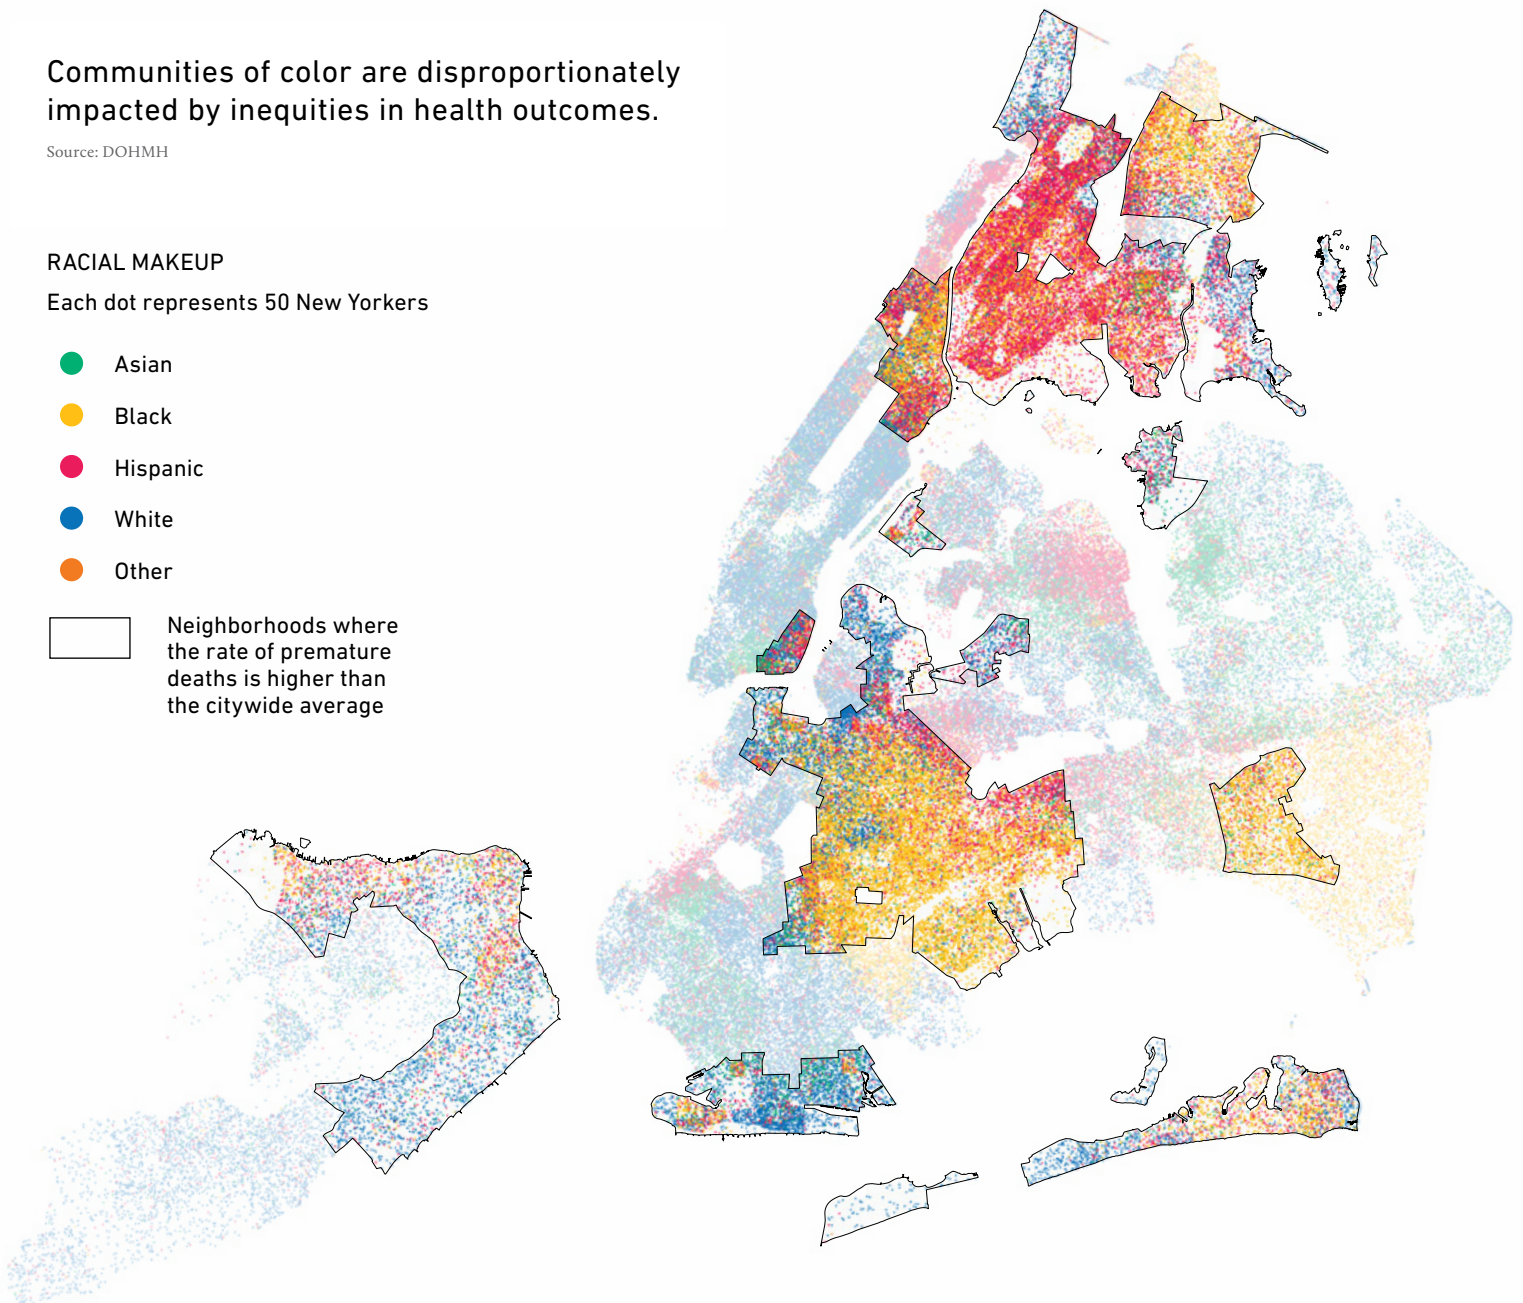 Communities of color are disproportionately
impacted by inequities in health outcomes.
Source: DOHMH
RACIAL MAKEUP
Each dot represents 50 New Yorkers
Asian
Black
Hispanic
White
Other
Neighborhoods where
the rate of premature
deaths is higher than
the citywide average